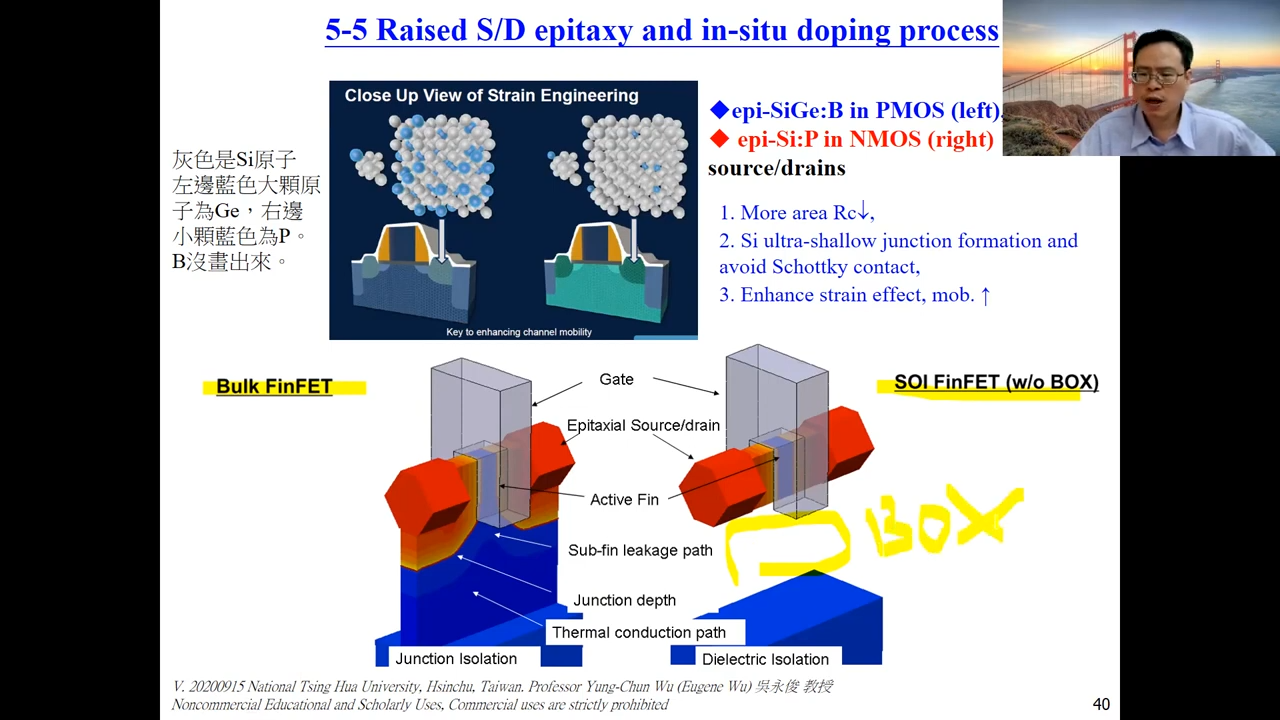 5-5 Raised S/D epitaxy and in-situ doping process
Close Up View of Strain Engineering
Key to enhancing channel mobility
灰色是Si原子
左邊藍色大顆原
子為Ge，右邊
小顆藍色為P。
B沒畫出來。
◆epi-SiGe:B in PMOS (left),
◆ epi-Si:P in NMOS (right)
source/drains
1. More area Rc↓,
2. Si ultra-shallow junction formation and
avoid Schottky contact,
3. Enhance strain effect, mob. ↑
Bulk FinFET
Gate
SOI FinFET (w/o BOX)
Epitaxial Source/drain
Active Fin
BOX
Sub-fin leakage path
Junction depth
Thermal conduction path
Junction Isolation
Dielectric Isolation
V. 20200915 National Tsing Hua University, Hsinchu, Taiwan. Professor Yung-Chun Wu (Eugene Wu) 吳永俊 教授
Noncommercial Educational and Scholarly Uses, Commercial uses are strictly prohibited
40